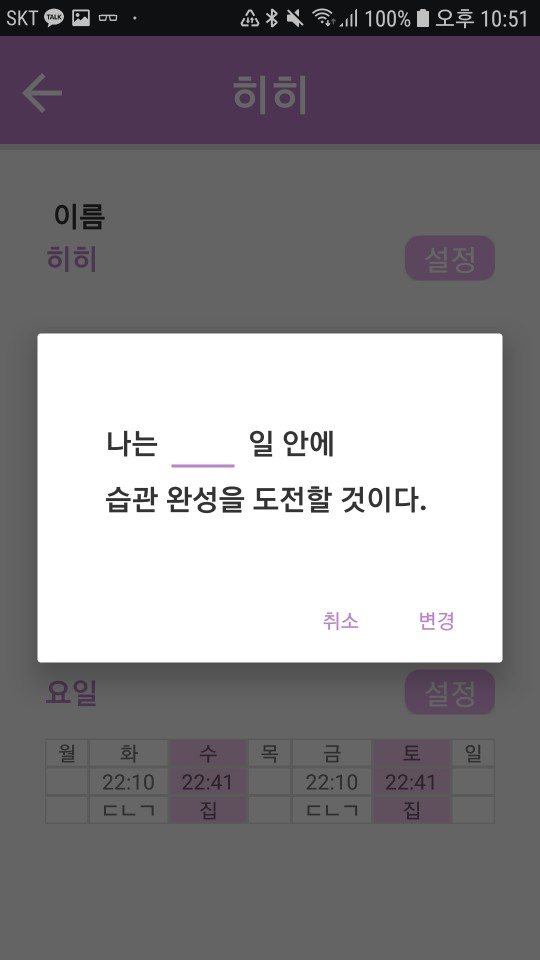 SKT TALK 100% 오후 10:51
히히
이름
히히 설정
나는 일 안에
습관 완성을 도전할 것이다.
취소 변경
요일 설정
월 화 수 목 금 토 일
22:10 22:41 22:10 22:41
ㄷㄴㄱ 집 ㄷㄴㄱ 집